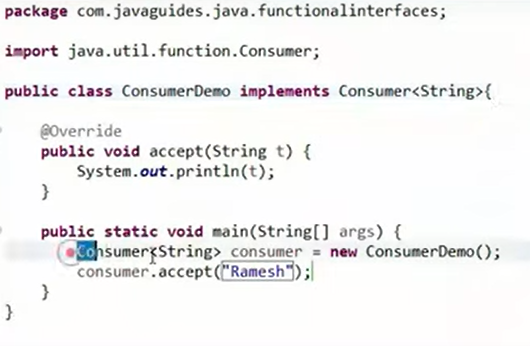 package com.javaguides.java.functionalinterfaces;
import java.util.function.Consumer;
public class ConsumerDemo implements Consumer<String>{
@Override
public void accept(String t) {
System.out.println(t);
}
public static void main(String[] args) {
Consumer<String> consumer = new ConsumerDemo();
consumer.accept("Ramesh");
}
}